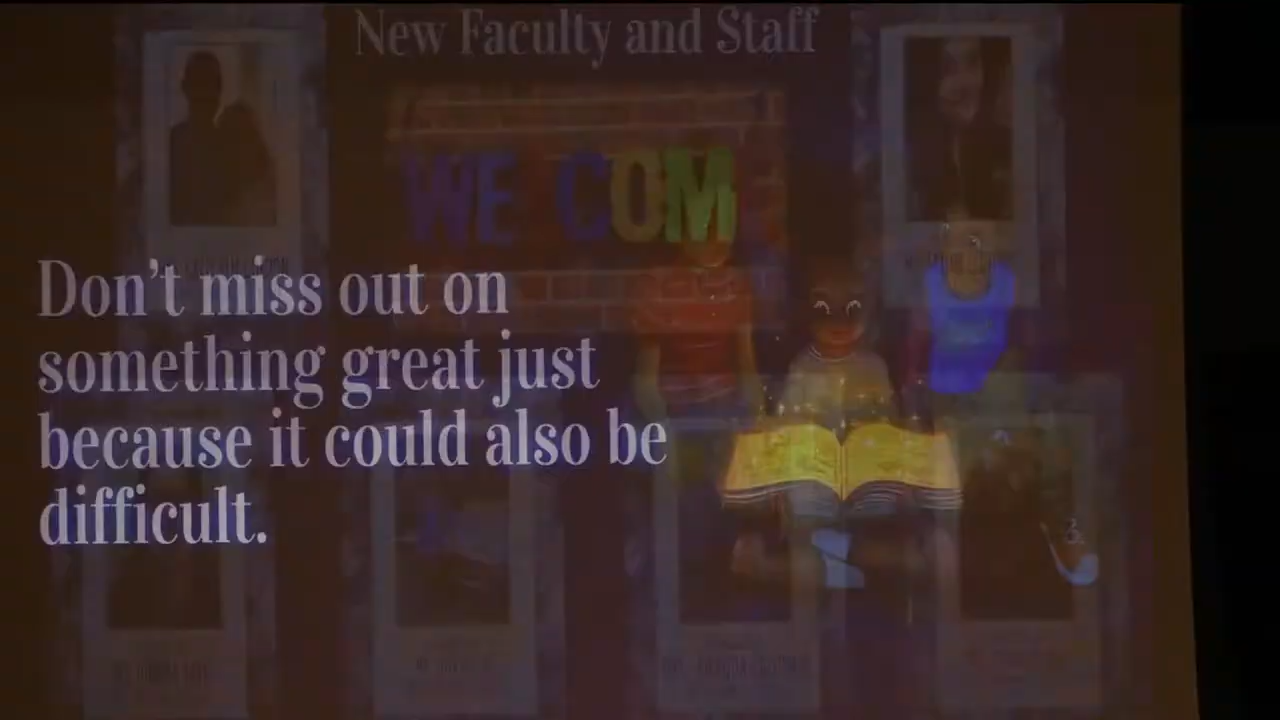 New Faculty and Staff
WE COM
Don't miss out on
something great just
because it could also be
difficult.